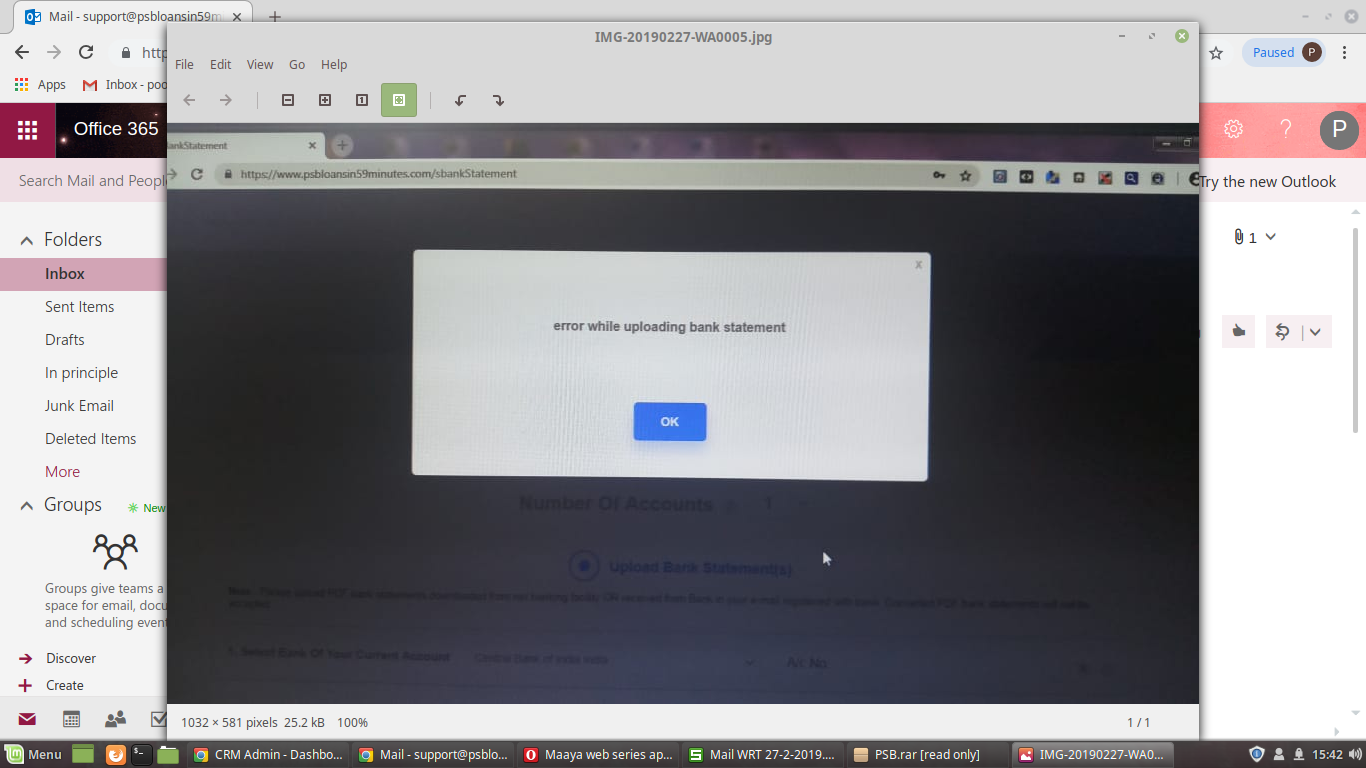 Mail - support@psbloansin59m
IMG-20190227-WA0005.jpg
Paused P
Apps
Inbox - poo
File Edit View Go Help
Office 365
P
Search Mail and People
Try the new Outlook
Folders
Inbox
Sent Items
Drafts
In principle
Junk Email
Deleted Items
More
Groups
New
Groups give teams a
space for email, docu
and scheduling event
Discover
Create
1
BankStatement
https://www.psbloansin59minutes.com/sbankStatement
x
error while uploading bank statement
OK
Number Of Accounts 1
Upload Bank Statement(s)
1. Select Bank Of Your Current Account
A/c No.
1032 × 581 pixels 25.2 kB 100%
1 / 1
Menu
CRM Admin - Dashbo...
Mail - support@psblo...
Maaya web series ap...
Mail WRT 27-2-2019....
PSB.rar [read only]
IMG-20190227-WA0...
15:42